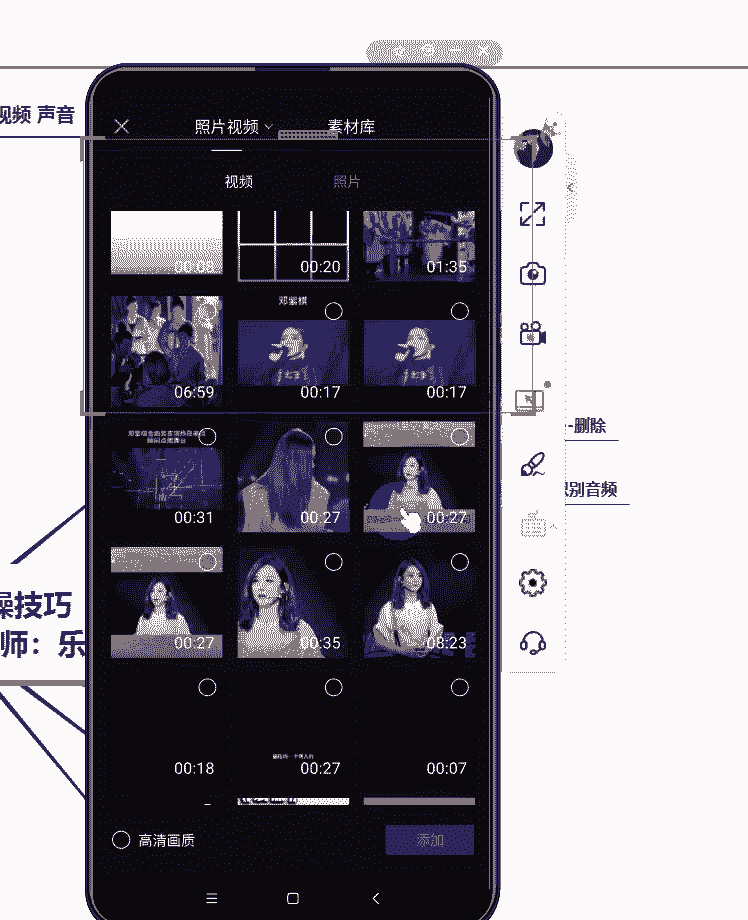 视频 声音
照片视频
素材库
视频
照片
00:08
00:20
01:35
邓紫棋
06:59
00:17
00:17
-删除
识别音频
00:31
00:27
00:27
操技巧
师：乐
00:27
00:35
08:23
00:18
00:27
00:07
高清画质
添加